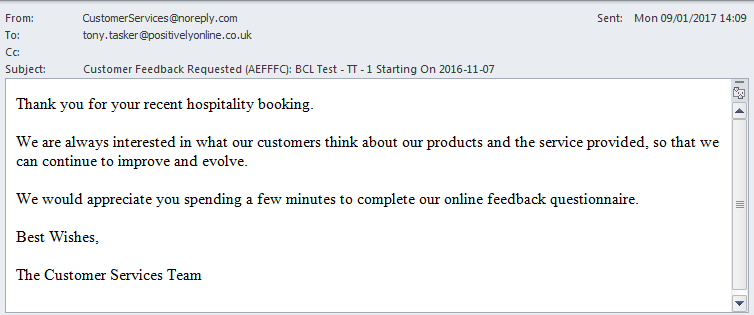 From: CustomerServices@noreply.com Sent: Mon 09/01/2017 14:09
To: tony.tasker@positivelyonline.co.uk
Cc:
Subject: Customer Feedback Requested (AEFFFC): BCL Test - TT - 1 Starting On 2016-11-07
Thank you for your recent hospitality booking.
We are always interested in what our customers think about our products and the service provided, so that we
can continue to improve and evolve.
We would appreciate you spending a few minutes to complete our online feedback questionnaire.
Best Wishes,
The Customer Services Team